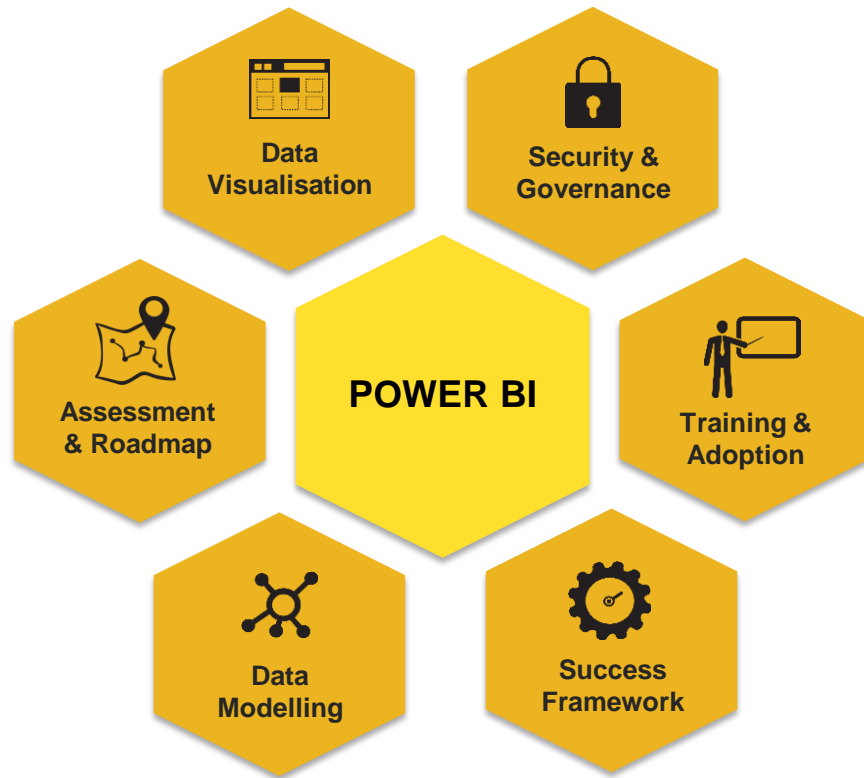 Data
Visualisation
Security &
Governance
Assessment
& Roadmap
POWER BI
Training &
Adoption
Data
Modelling
Success
Framework